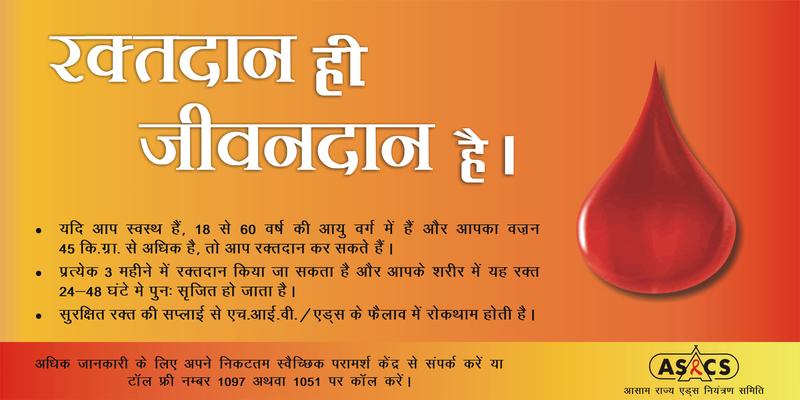 रक्तदान ही
जीवनदान है।
• यदि आप स्वस्थ हैं, 18 से 60 वर्ष की आयु वर्ग में हैं और आपका वज़न
45 कि.ग्रा. से अधिक है, तो आप रक्तदान कर सकते हैं।
• प्रत्येक 3 महीने में रक्तदान किया जा सकता है और आपके शरीर में यह रक्त
24–48 घंटे मे पुनः सृजित हो जाता है।
• सुरक्षित रक्त की सप्लाई से एच.आई.वी./एड्स के फैलाव में रोकथाम होती है।
अधिक जानकारी के लिए अपने निकटतम स्वैच्छिक परामर्श केंद्र से संपर्क करें या
टॉल फ्री नम्बर 1097 अथवा 1051 पर कॉल करें।
ASACS
आसाम राज्य एड्स नियंत्रण समिति